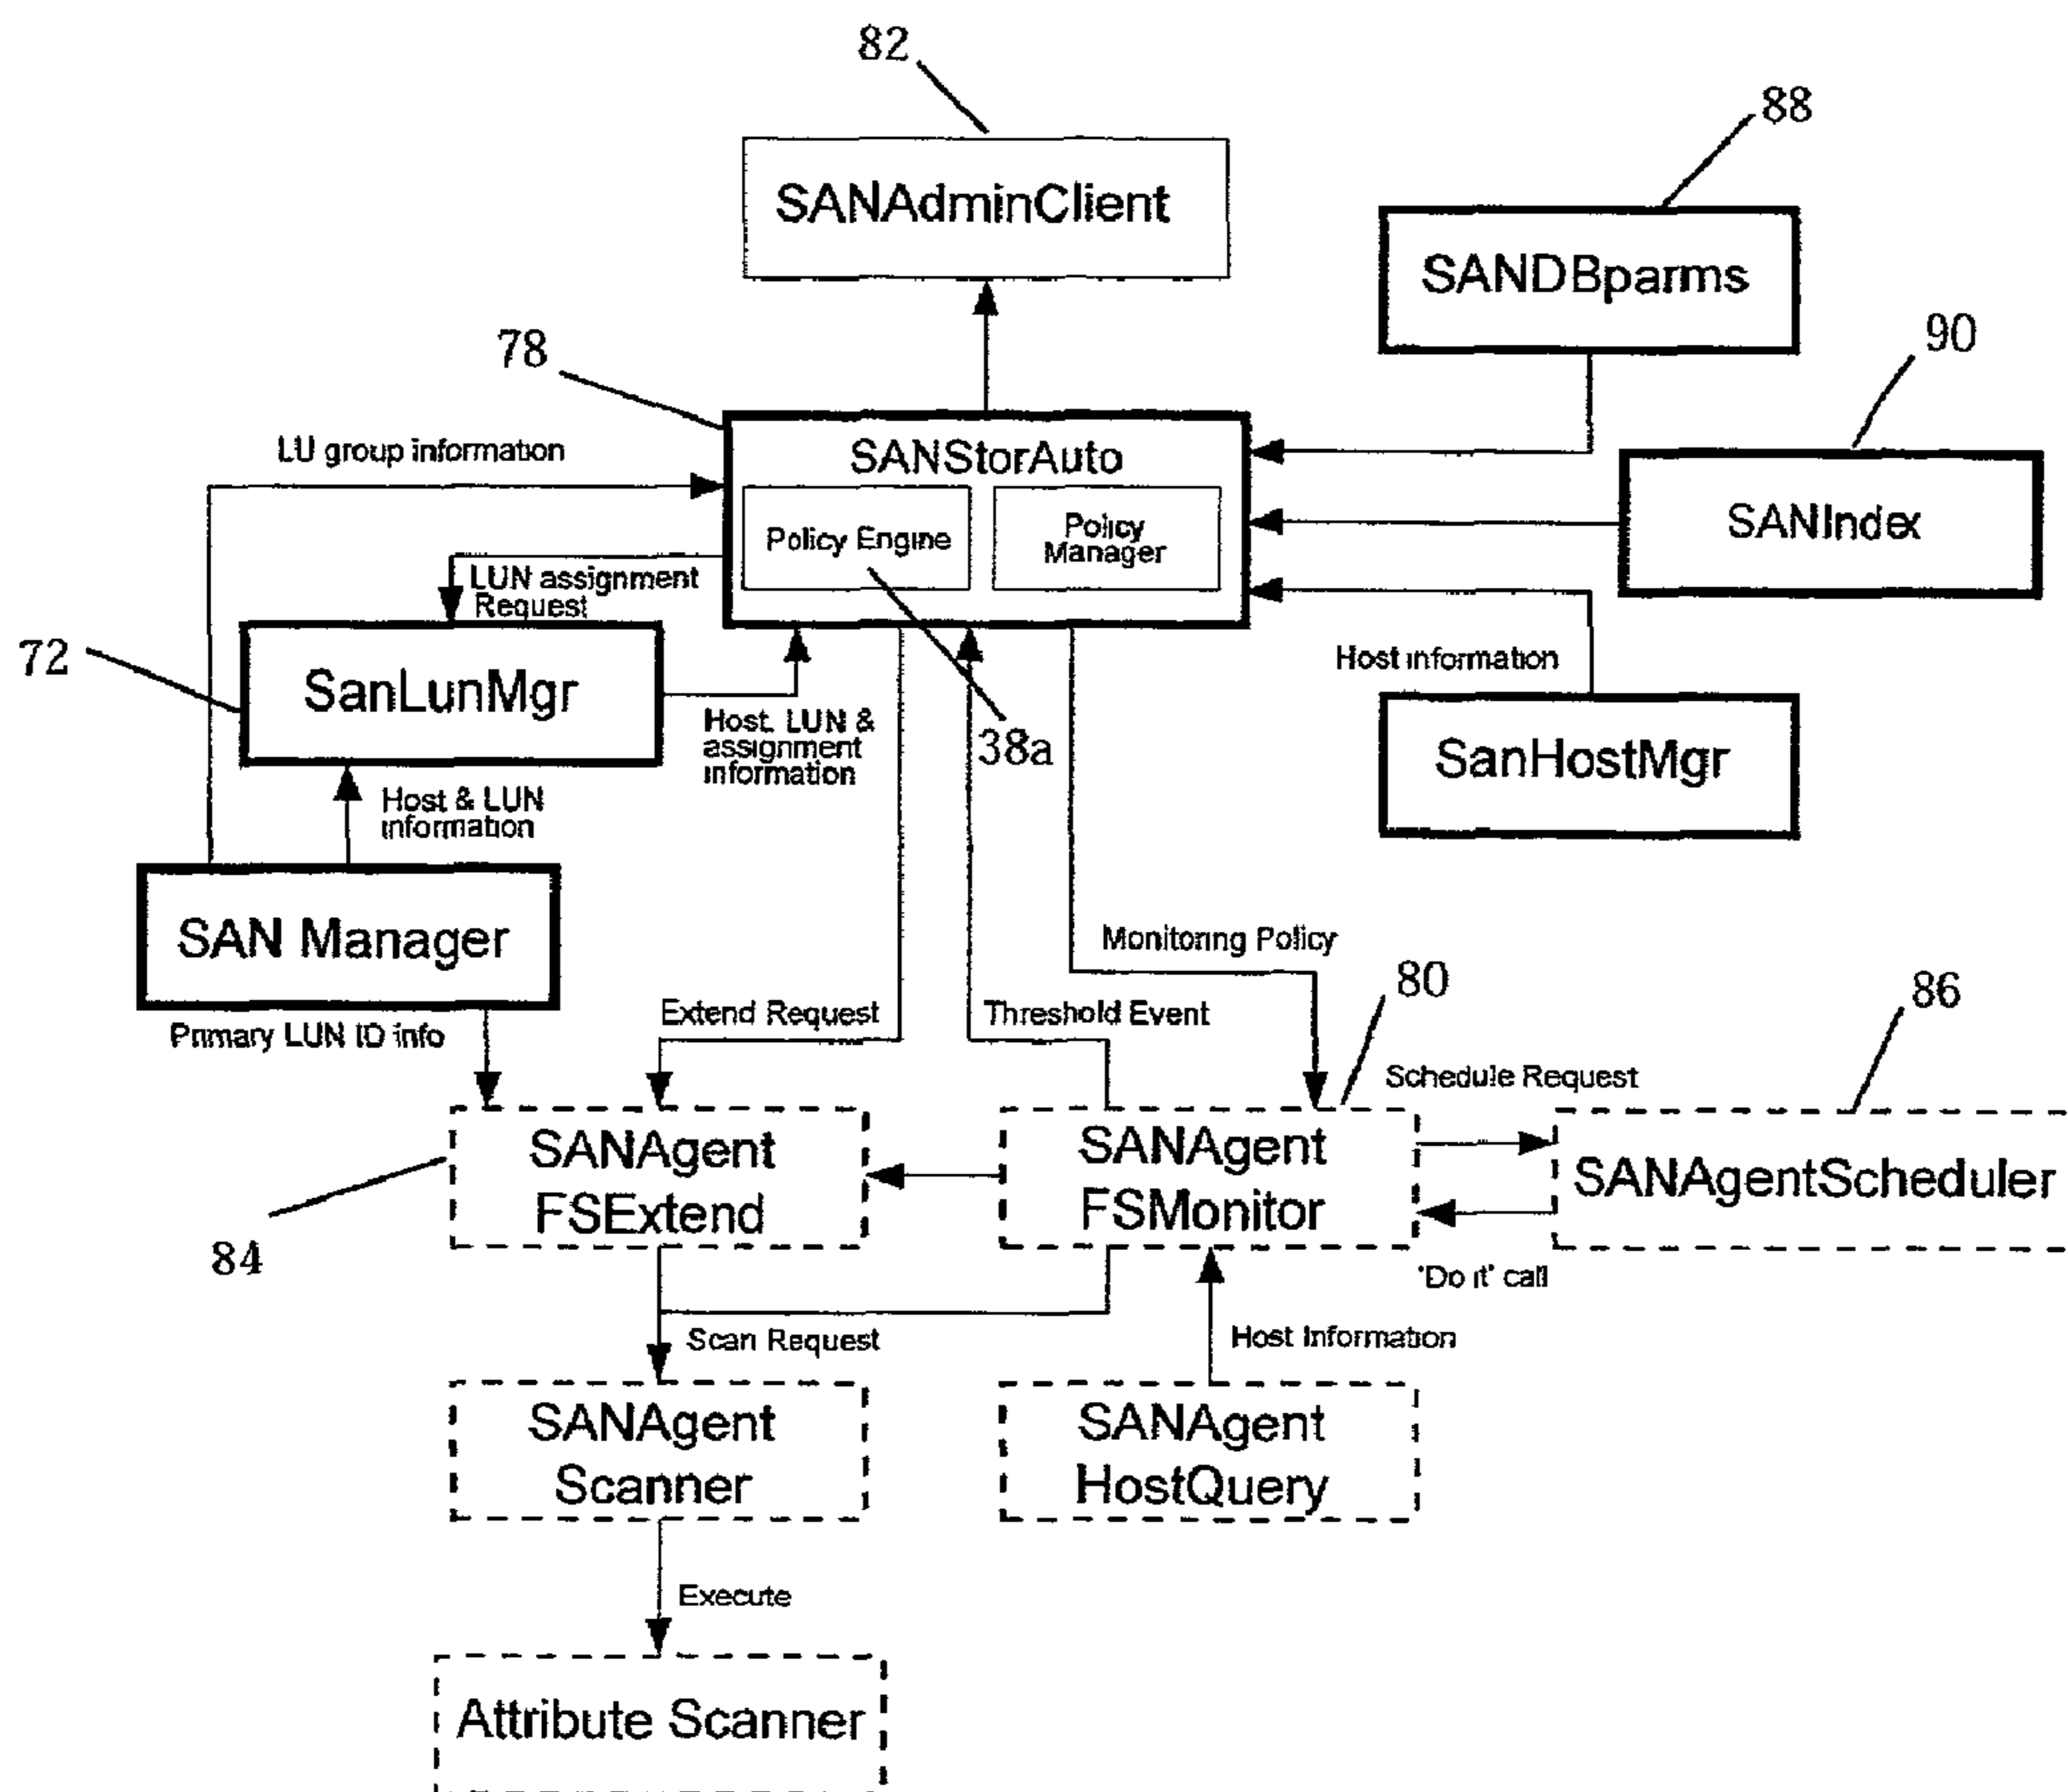 82
88
SANAdminClient
SANDBparms
78
90
LU group information
SANStorAuto
Policy Engine
Policy
Manager
SANIndex
LUN assignment
Request
72
SanLunMgr
Host information
Host, LUN &
assignment
information
38a
SanHostMgr
Host & LUN
information
SAN Manager
Monitoring Policy
80
86
Primary LUN ID info
Extend Request
Threshold Event
Schedule Request
SANAgent
FSExtend
SANAgent
FSMonitor
SANAgentScheduler
84
'Do it' call
Scan Request
Host Information
SANAgent
Scanner
SANAgent
HostQuery
Execute
Attribute Scanner